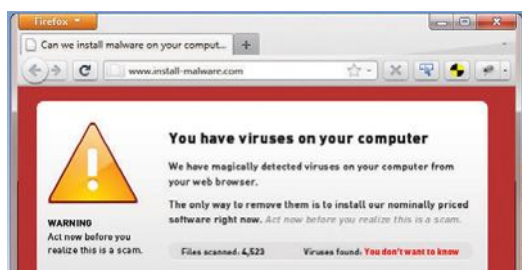 Firefox
Can we install malware on your comput...
www.install-malware.com
You have viruses on your computer
We have magically detected viruses on your computer from
your web browser.
The only way to remove
them is to install our nominally priced
software right now. Act now before you realize this is a scam.
WARNING
Act now before you
realize this is a scam.
Files scanned: 4,523 Viruses found: You don't want to know